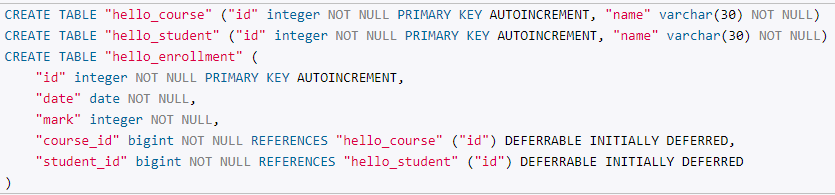 CREATE TABLE "hello_course" ("id" integer NOT NULL PRIMARY KEY AUTOINCREMENT, "name" varchar(30) NOT NULL)
CREATE TABLE "hello_student" ("id" integer NOT NULL PRIMARY KEY AUTOINCREMENT, "name" varchar(30) NOT NULL)
CREATE TABLE "hello_enrollment" (
    "id" integer NOT NULL PRIMARY KEY AUTOINCREMENT,
    "date" date NOT NULL,
    "mark" integer NOT NULL,
    "course_id" bigint NOT NULL REFERENCES "hello_course" ("id") DEFERRABLE INITIALLY DEFERRED,
    "student_id" bigint NOT NULL REFERENCES "hello_student" ("id") DEFERRABLE INITIALLY DEFERRED
)